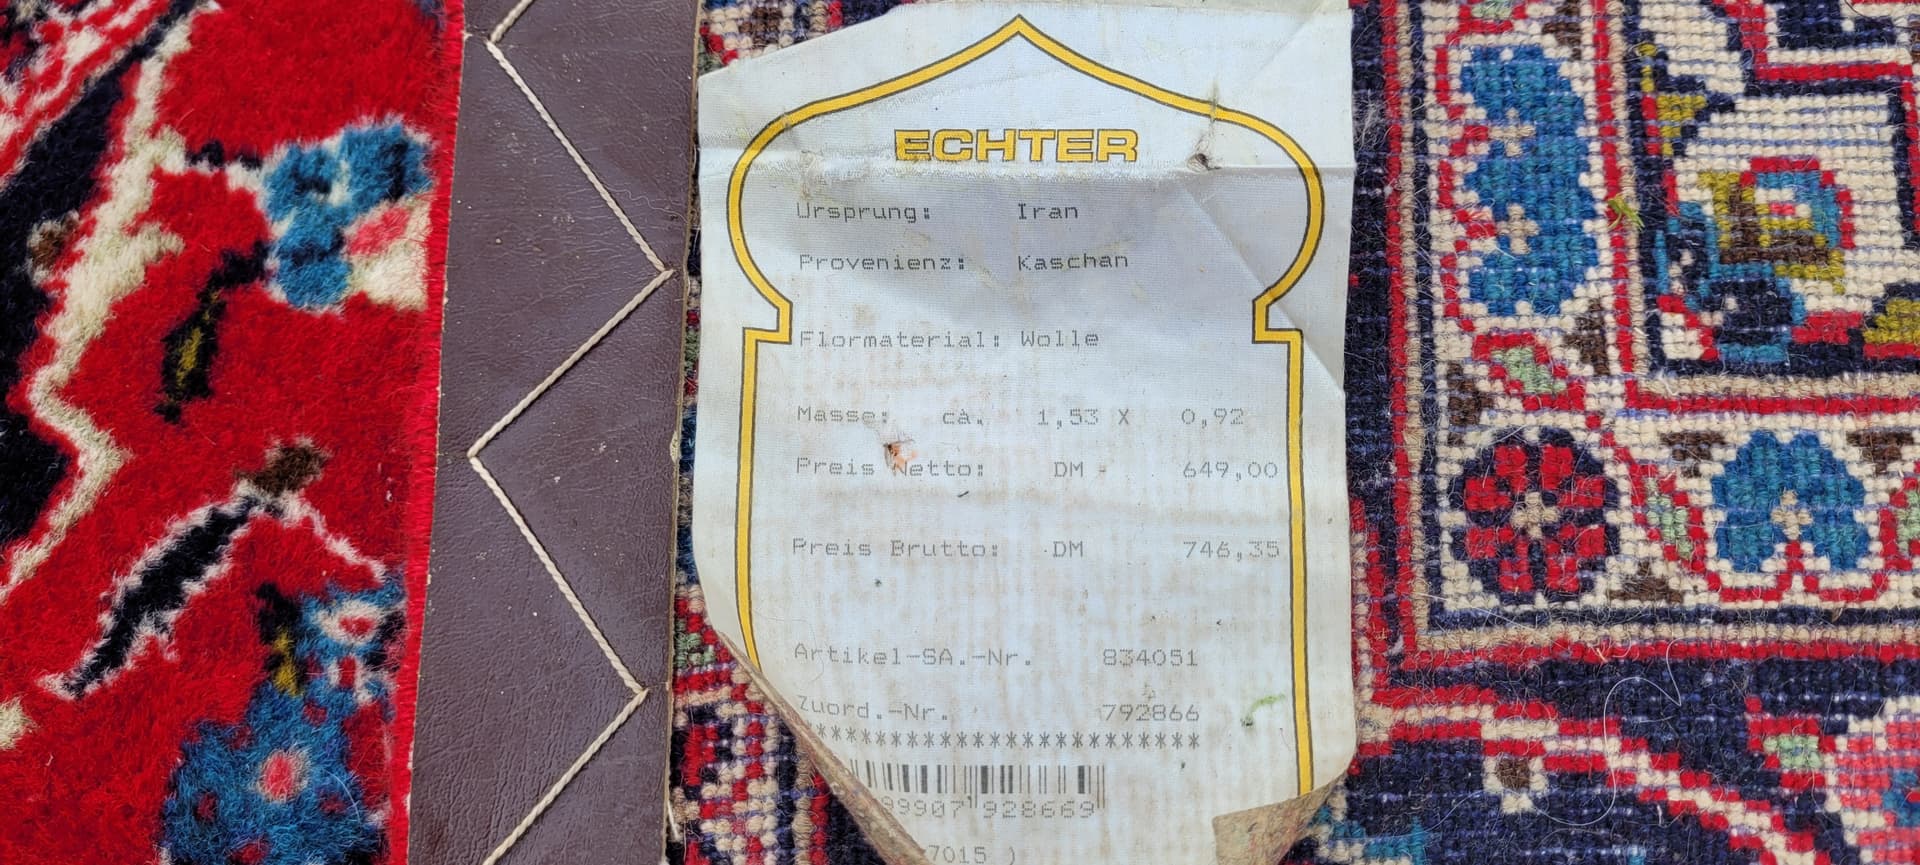 ECHTER
Ursprung: Iran
Provenienz: Kaschan
Flormaterial: Wolle
Masse: ca. 1,53 X 0,92
Preis Netto: DM 649,00
Preis Brutto: DM 746,35
Artikel-SA.-Nr. 834051
Zuord.-Nr. 792866
************************
99907 928669
7015 )